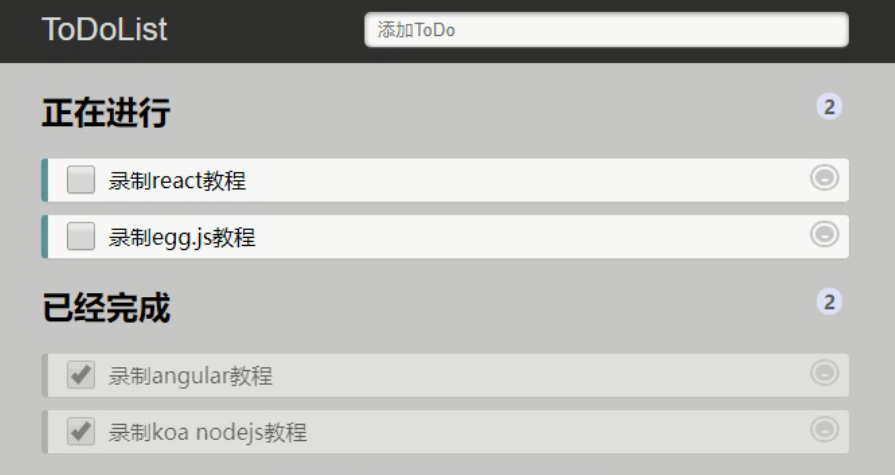 ToDoList
添加ToDo
正在进行
2
录制react教程
录制egg.js教程
已经完成
2
录制angular教程
录制koa nodejs教程